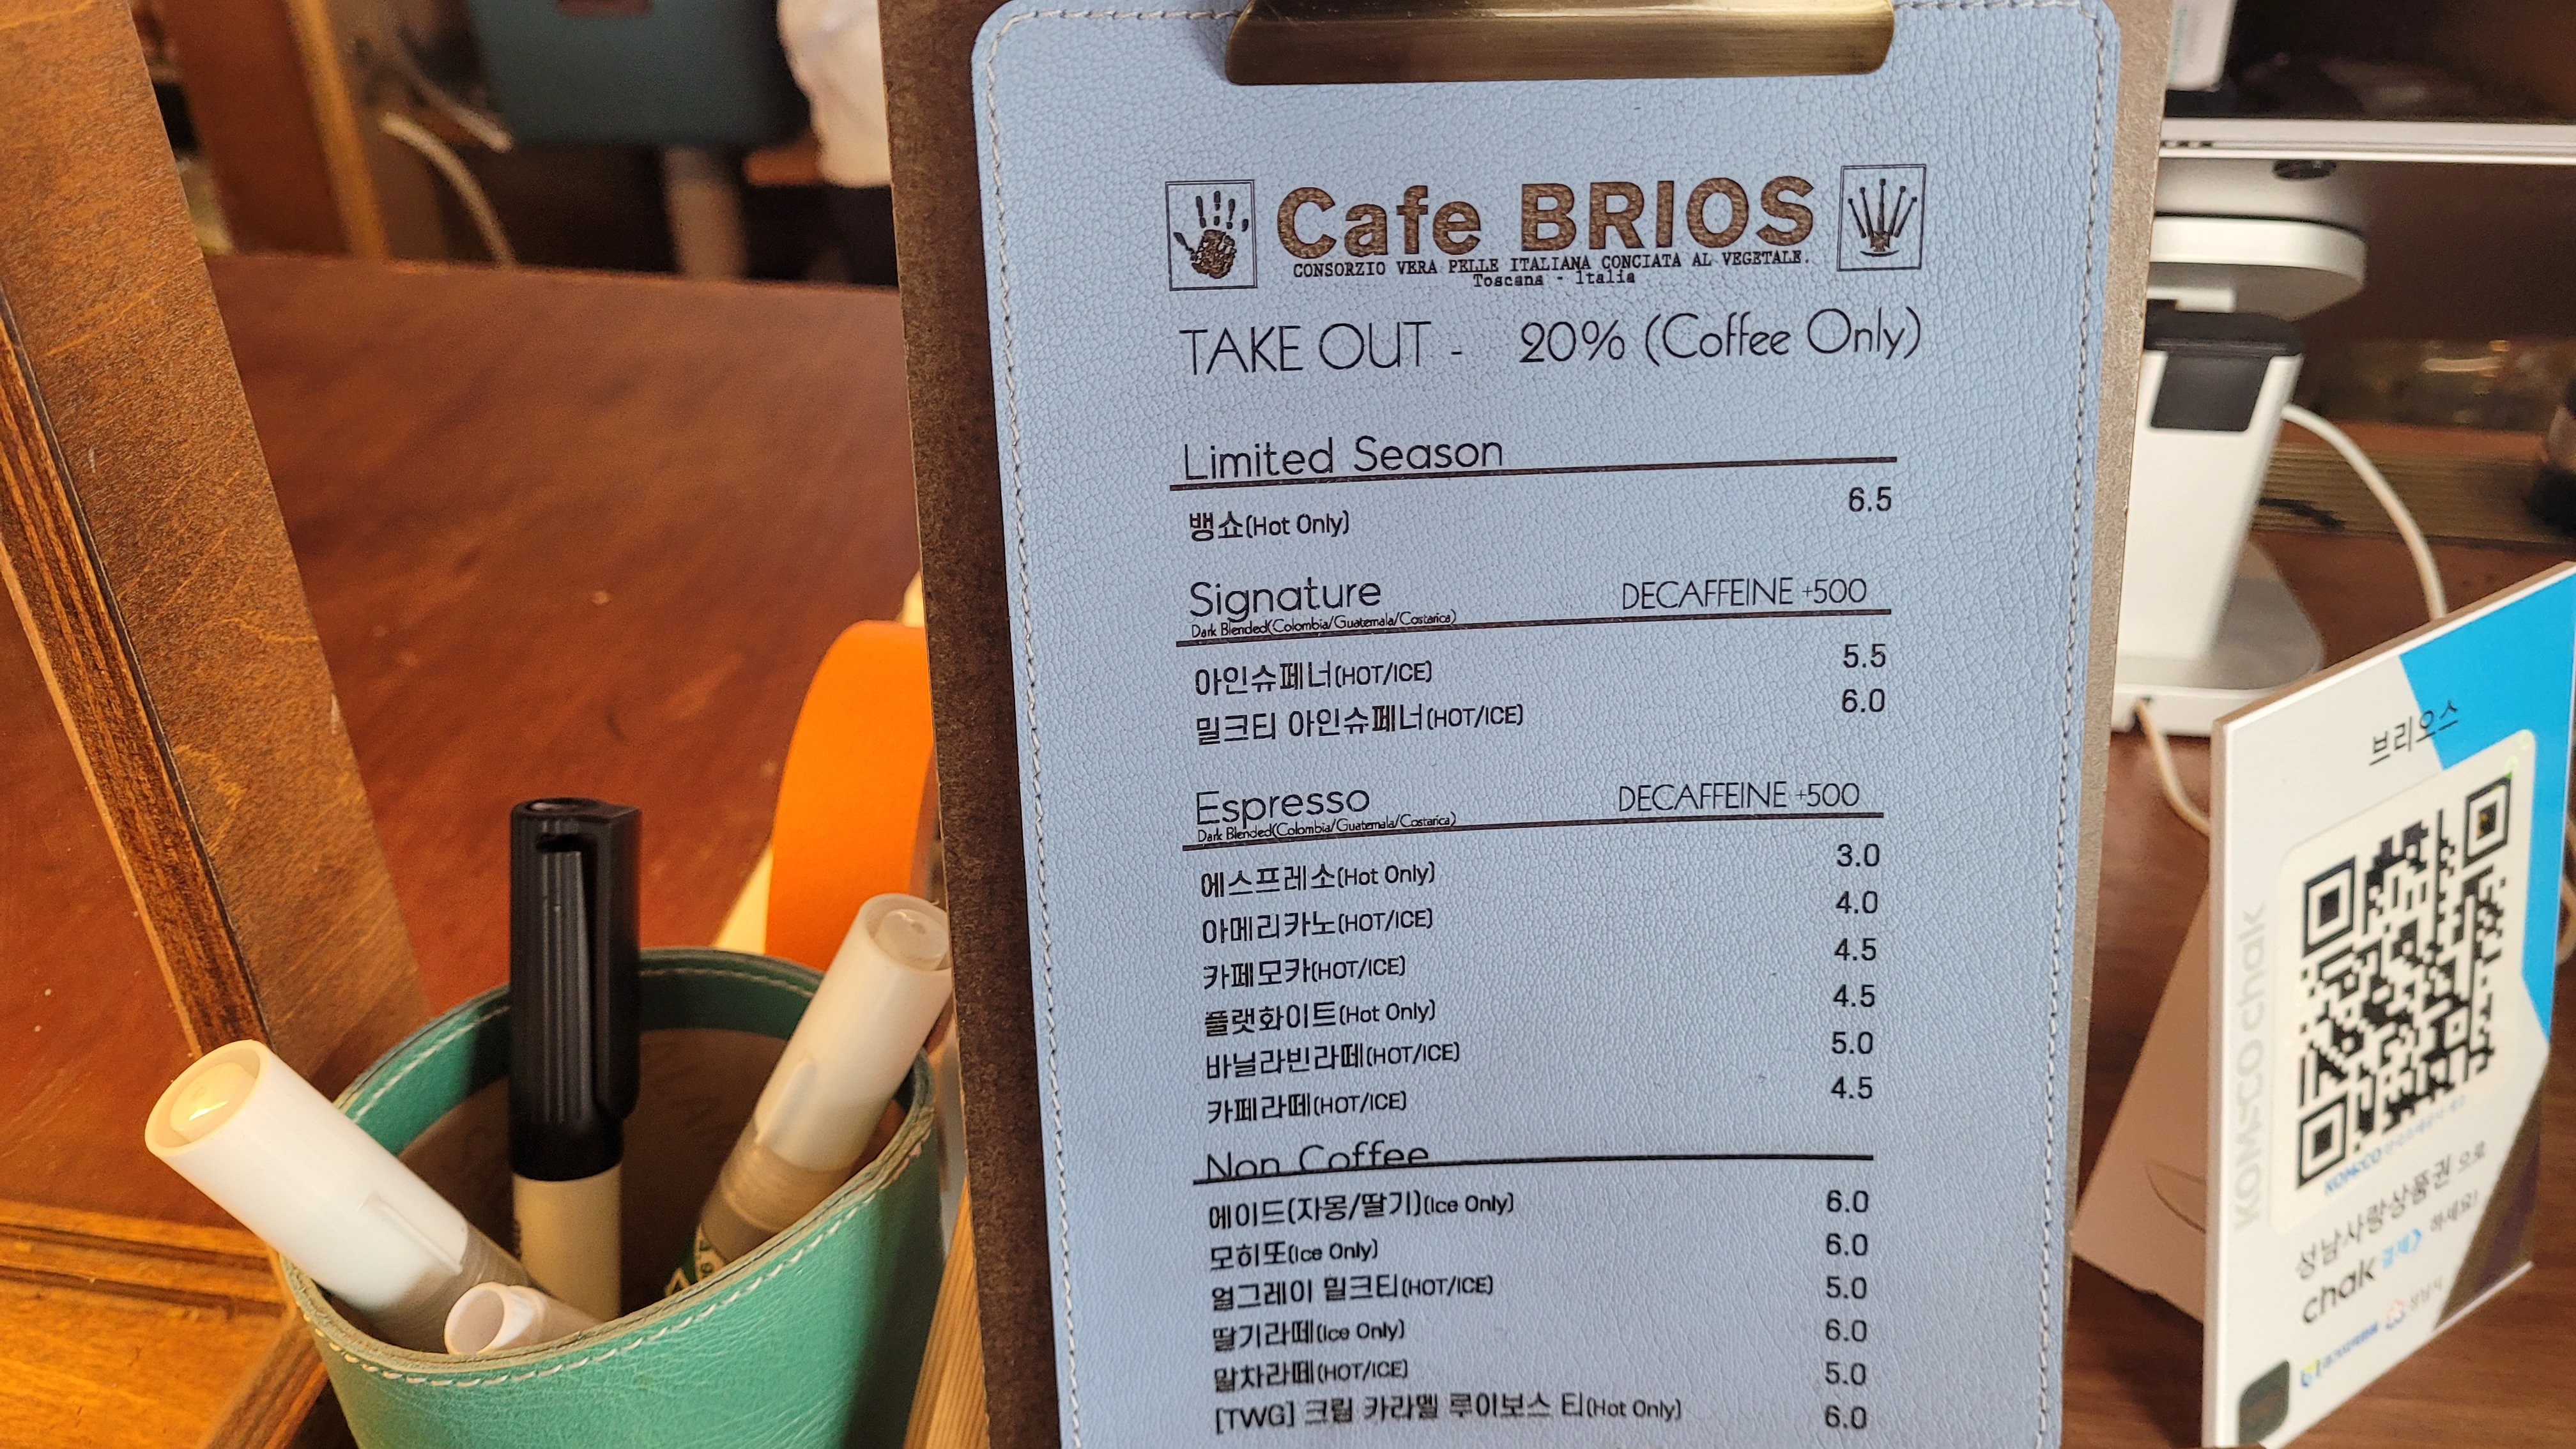 Cafe BRIOS
CONSORZIO VERA PELLE ITALIANA CONCIATA AL VEGETALE.
Toscana - Italia
TAKE OUT - 20% (Coffee Only)
Limited Season
뱅쇼(Hot Only) 6.5
Signature DECAFFEINE +500
Dark Blended(Colombia/Guatemala/Costarica)
아인슈페너(HOT/ICE) 5.5
밀크티 아인슈페너(HOT/ICE) 6.0
Espresso DECAFFEINE +500
Dark Blended(Colombia/Guatemala/Costarica)
에스프레소(Hot Only) 3.0
아메리카노(HOT/ICE) 4.0
카페모카(HOT/ICE) 4.5
플랫화이트(Hot Only) 4.5
바닐라빈라떼(HOT/ICE) 5.0
카페라떼(HOT/ICE) 4.5
Non Coffee
에이드(자몽/딸기)(Ice Only) 6.0
모히또(Ice Only) 6.0
얼그레이 밀크티(HOT/ICE) 5.0
딸기라떼(Ice Only) 6.0
말차라떼(HOT/ICE) 5.0
[TWG] 크림 카라멜 루이보스 티(Hot Only) 6.0
브리오스
KOMSCO chak
KOMSCO
성남사랑상품권 으로
chak 결제 하세요!
성남시